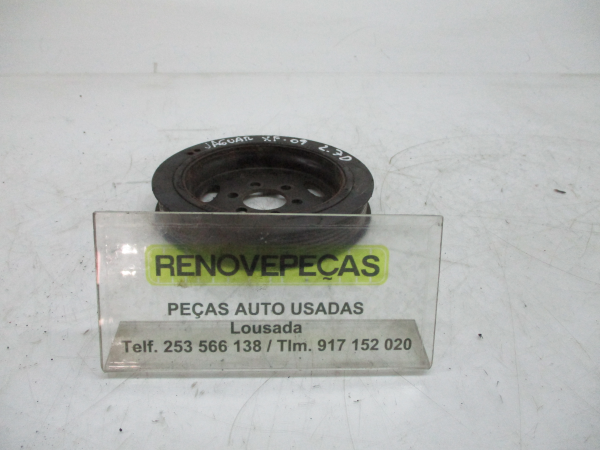 JAGUAR XF-09 2.7D
RENOVEPEÇAS
PEÇAS AUTO USADAS
Lousada
Telf. 253 566 138 / Tlm. 917 152 020